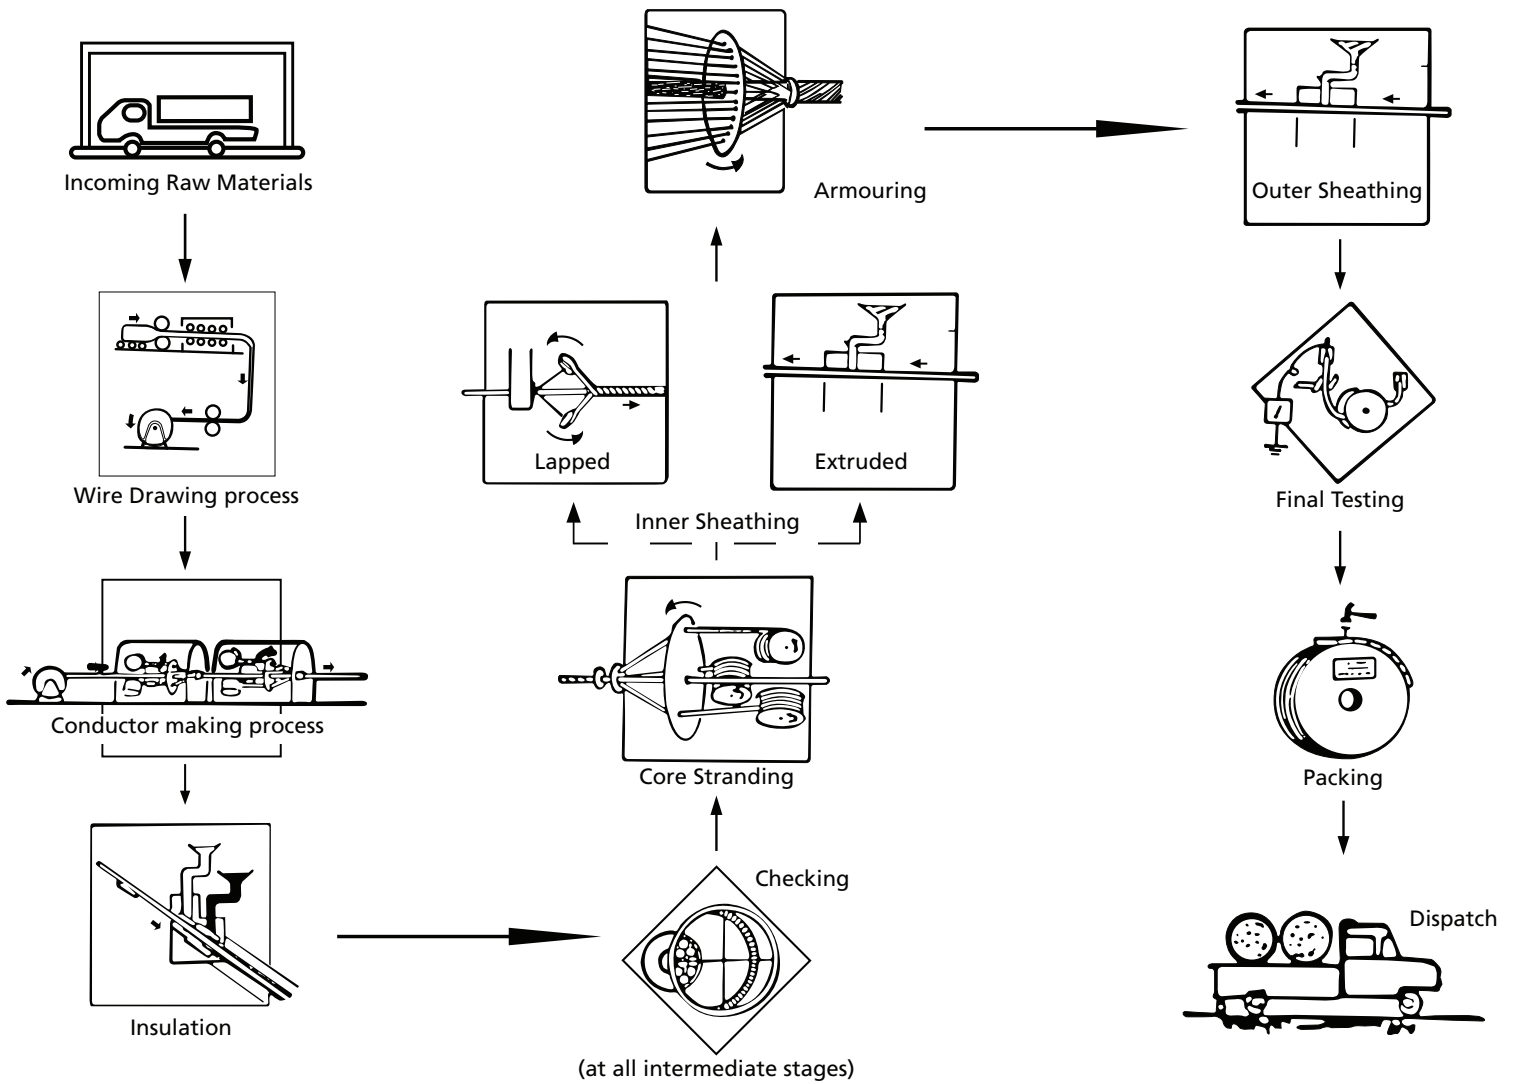 Incoming Raw Materials
Wire Drawing process
Conductor making process
Insulation
Checking
(at all intermediate stages)
Core Stranding
Inner Sheathing
Lapped
Extruded
Armouring
Outer Sheathing
Final Testing
Packing
Dispatch